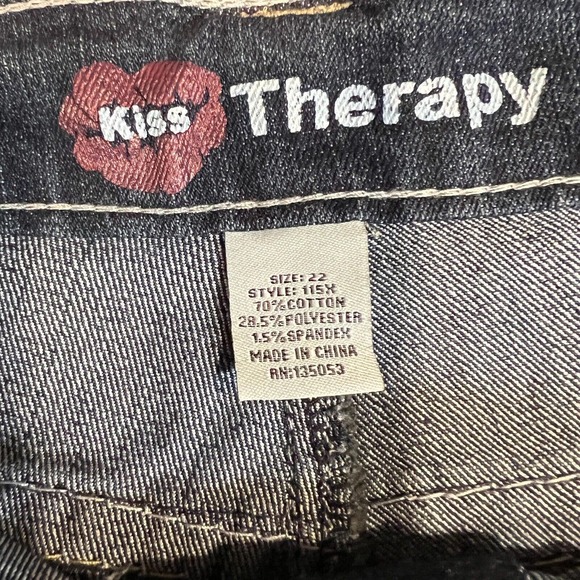 Kiss Therapy
SIZE: 22
STYLE: 115X
70%COTTON
28.5%POLYESTER
1.5%SPANDEX
MADE IN CHINA
RN:135053